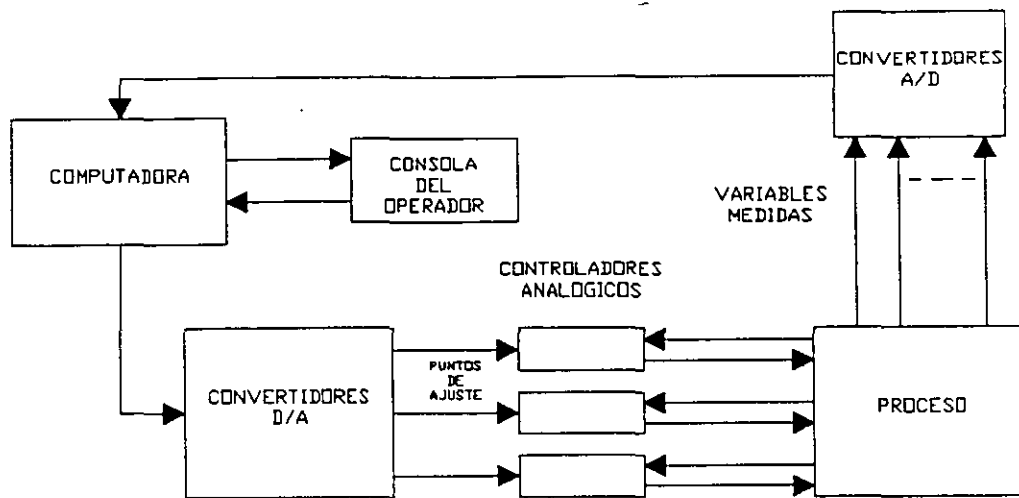 CONVERTIDORES
A/D
COMPUTADORA
CONSOLA
DEL
OPERADOR
VARIABLES
MEDIDAS
CONTROLADORES
ANALOGICOS
PUNTOS
DE
AJUSTE
CONVERTIDORES
D/A
PROCESO